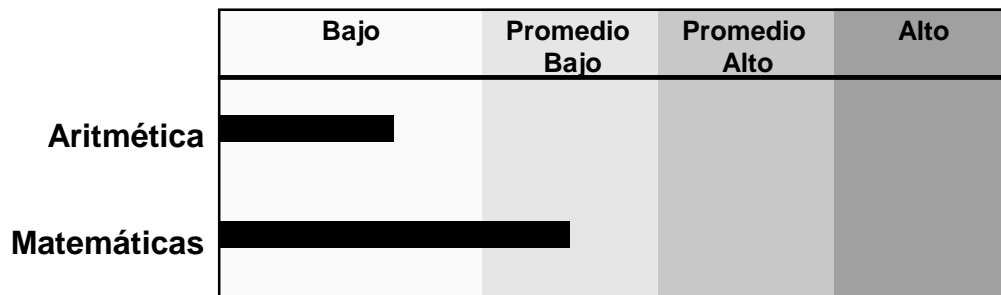 Bajo
Promedio Bajo
Promedio Alto
Alto
Aritmética
Matemáticas